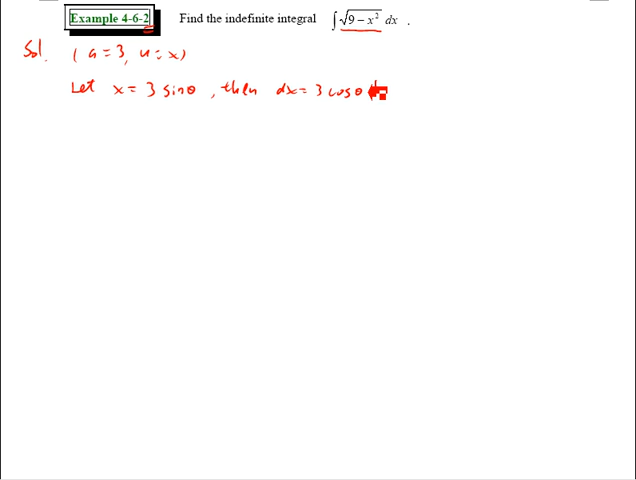 Example 4-6-2 Find the indefinite integral ∫√9 − x² dx .
Sol. (a = 3, u = x)
Let x = 3 sinθ , then dx = 3 cosθ